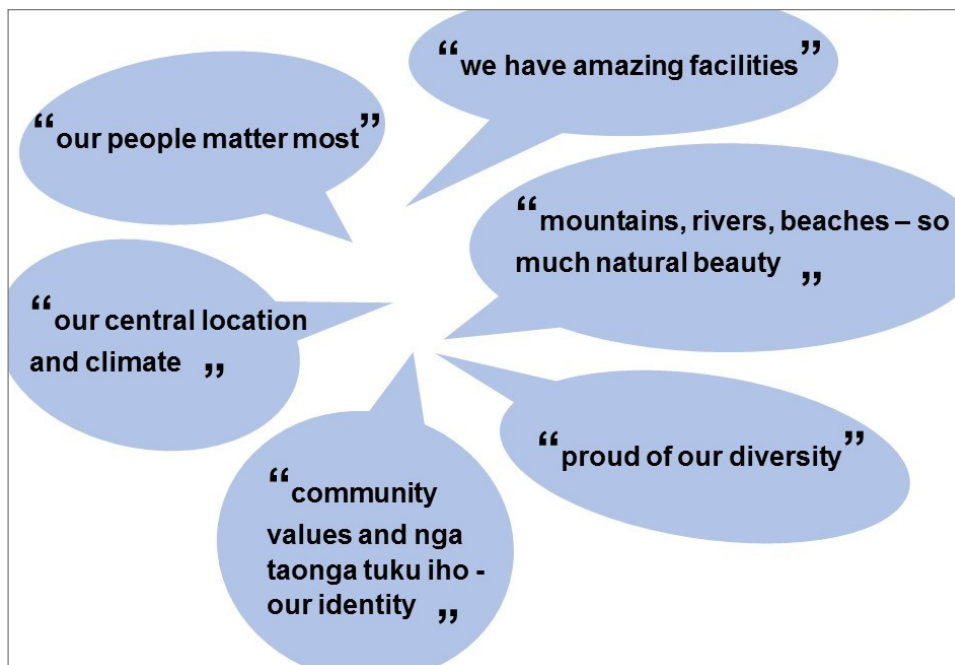 “we have amazing facilities”
“our people matter most”
“mountains, rivers, beaches – so
much natural beauty „
“our central location
and climate „
“proud of our diversity”
“community
values and nga
taonga tuku iho -
our identity „